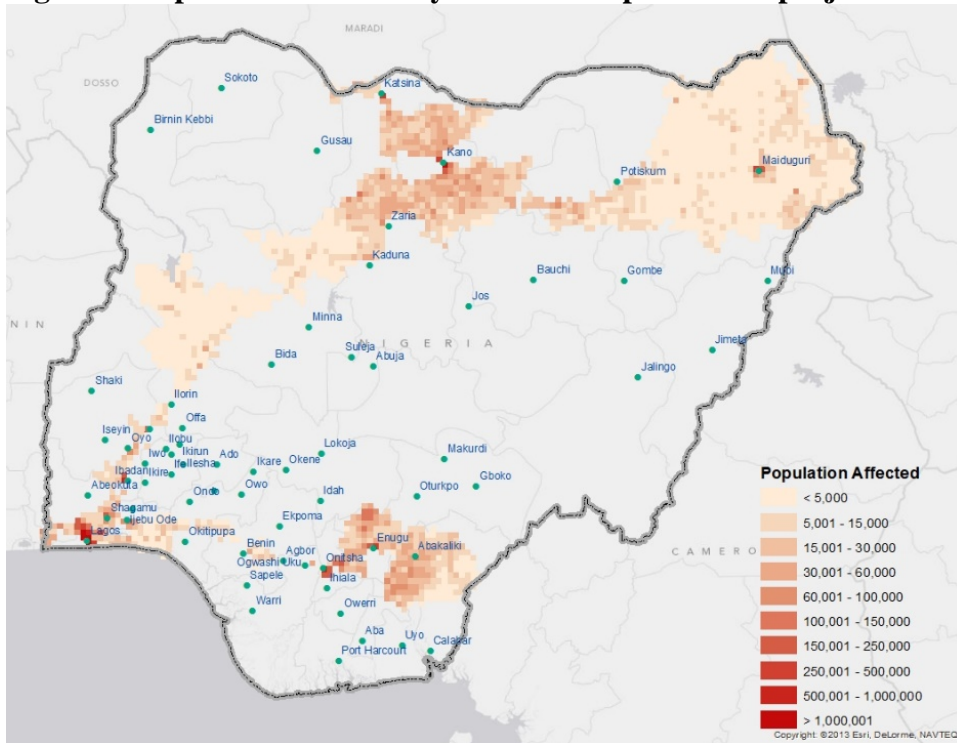 MARADI
DOSSO
Sokoto
Katsina
Birnin Kebbi
Gusau
Kano
Potiskum
Maiduguri
Zaria
Kaduna
Bauchi
Gombe
Mubi
Jos
NIN
Minna
NIGERIA
Suleja
Bida
Abuja
Jimeta
Jalingo
Shaki
Ilorin
Offa
Iseyin
Oyo
Ilobu
Ikirun
Iwo
Ife
Ilesha
Ado
Lokoja
Makurdi
Ibadan
Ikire
Ikare
Okene
Gboko
Abeokuta
Ondo
Owo
Idah
Oturkpo
Shagamu
Ijebu Ode
Ekpoma
Lagos
Okitipupa
Enugu
Benin
Agbor
Abakaliki
Ogwashi-Uku
Onitsha
Sapele
Ihiala
Warri
Owerri
Aba
Uyo
Calabar
Port Harcourt
CAMERO
Population Affected
< 5,000
5,001 - 15,000
15,001 - 30,000
30,001 - 60,000
60,001 - 100,000
100,001 - 150,000
150,001 - 250,000
250,001 - 500,000
500,001 - 1,000,000
> 1,000,001
Copyright: ©2013 Esri, DeLorme, NAVTEQ